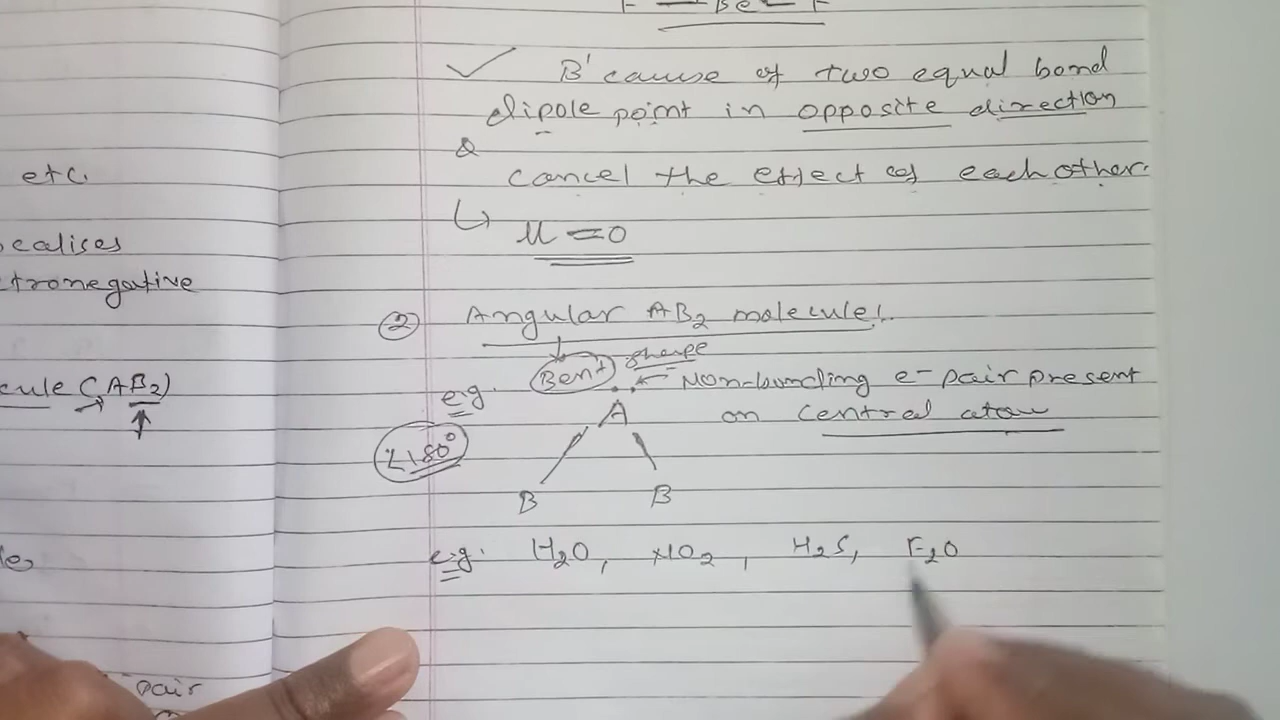 etc.
ealises
tronegative
cule (AB2)
pair
F — Be — F
✓ B'cause of two equal bond
dipole point in opposite direction
&
cancel the effect of each other.
↳ μ = 0
② Angular AB2 molecule!
Bent shape
e.g. Non-bonding e- pair present
A on central atom
<180°
B B
e.g. H2O, NO2, H2S, F2O